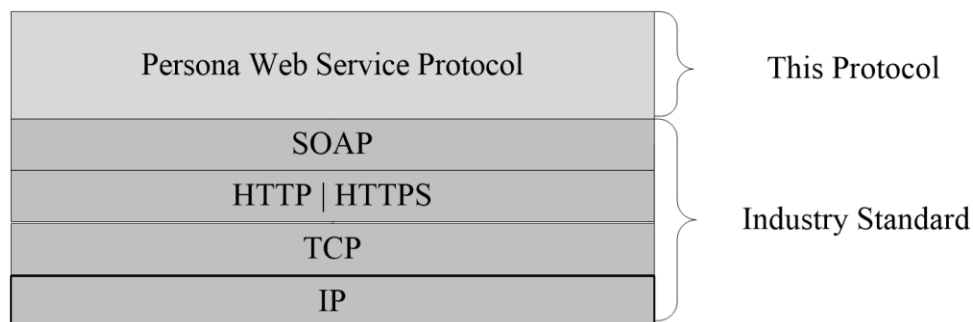 Persona Web Service Protocol
This Protocol
SOAP
HTTP | HTTPS
TCP
IP
Industry Standard